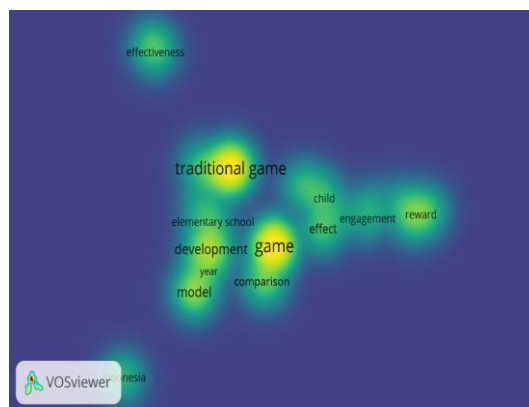 effectiveness
traditional game
child
reward
engagement
elementary school
effect
development
game
year
comparison
model
VOSviewer